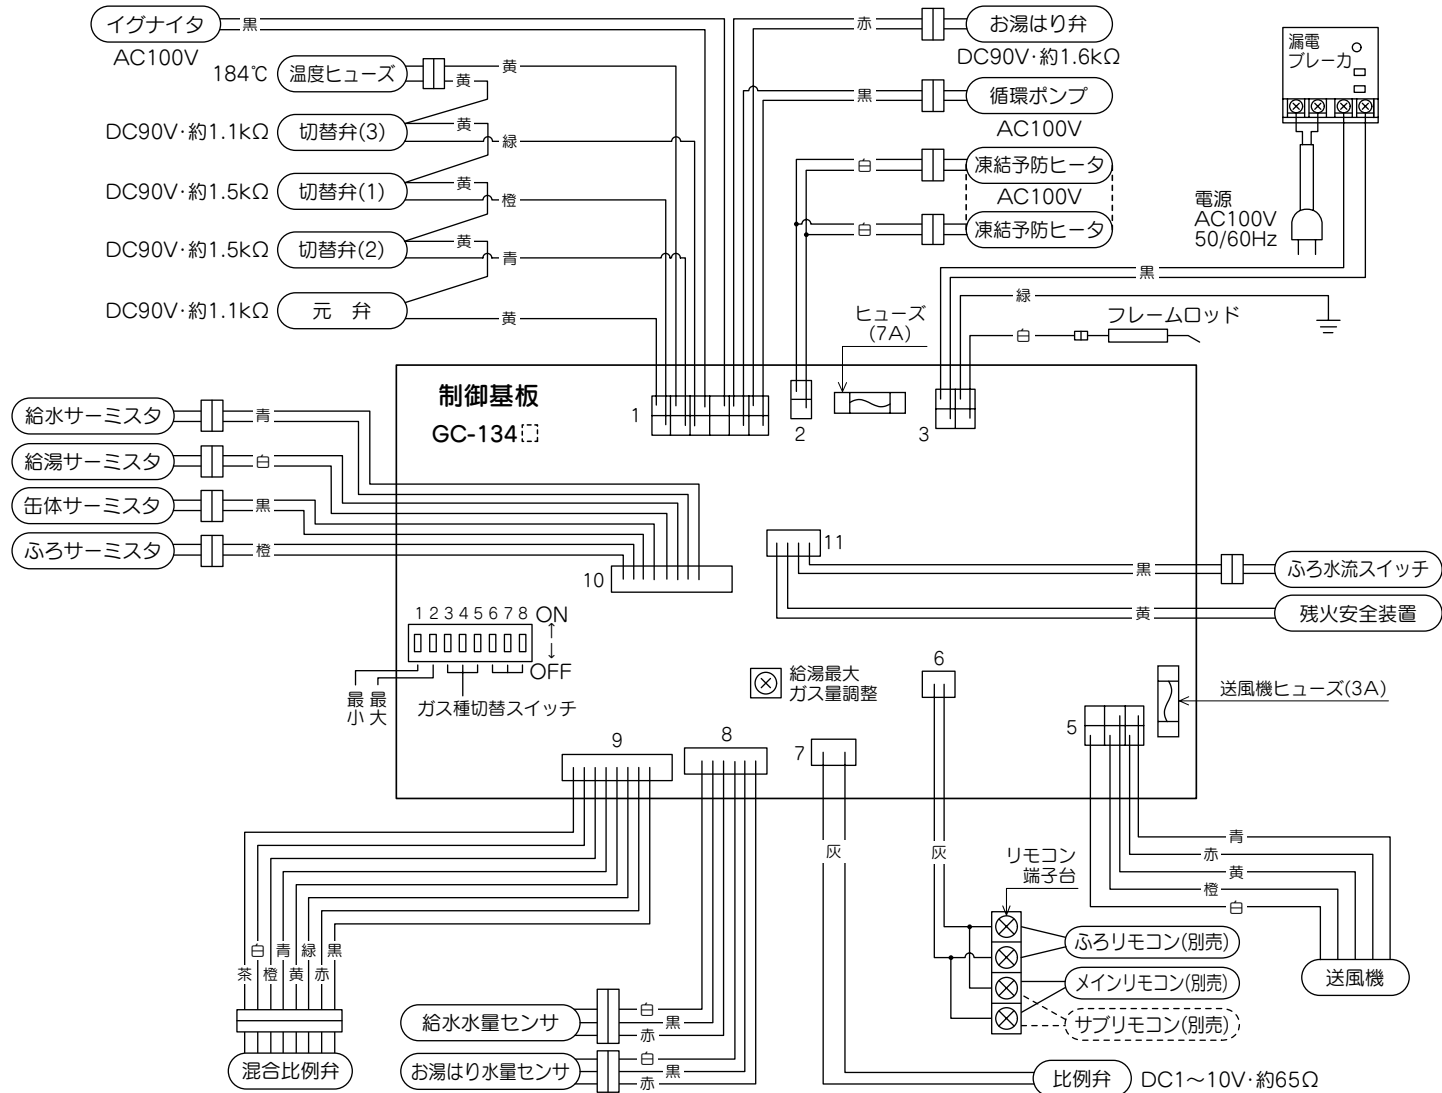 イグナイタ
黒
AC100V
184℃
温度ヒューズ
黄
黄
DC90V・約1.1kΩ
切替弁(3)
黄
緑
DC90V・約1.5kΩ
切替弁(1)
黄
橙
DC90V・約1.5kΩ
切替弁(2)
黄
青
DC90V・約1.1kΩ
元 弁
黄
赤
お湯はり弁
DC90V・約1.6kΩ
黒
循環ポンプ
AC100V
白
凍結予防ヒータ
AC100V
白
凍結予防ヒータ
漏電
ブレーカ
電源
AC100V
50/60Hz
黒
緑
白
フレームロッド
ヒューズ
(7A)
制御基板
GC-134
1
2
3
給水サーミスタ
青
給湯サーミスタ
白
缶体サーミスタ
黒
ふろサーミスタ
橙
10
11
黒
ふろ水流スイッチ
黄
残火安全装置
1 2 3 4 5 6 7 8
ON
↑
↓
OFF
最小
最大
ガス種切替スイッチ
給湯最大
ガス量調整
6
送風機ヒューズ(3A)
5
9
8
7
青
赤
黄
橙
白
送風機
灰
灰
リモコン
端子台
ふろリモコン(別売)
メインリモコン(別売)
サブリモコン(別売)
白 青 緑 黒
茶 橙 黄 赤
混合比例弁
給水水量センサ
白
黒
赤
お湯はり水量センサ
白
黒
赤
比例弁
DC1〜10V・約65Ω